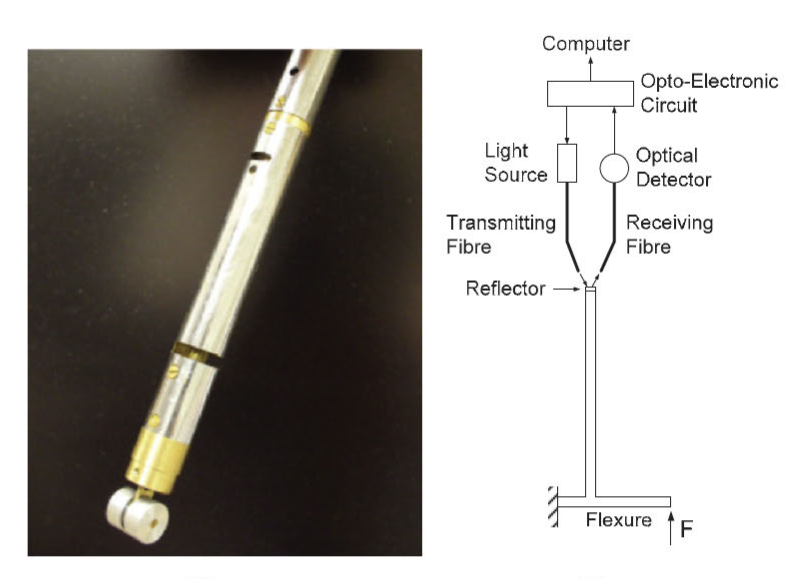 Computer
Opto-Electronic
Circuit
Light
Source
Optical
Detector
Transmitting
Fibre
Receiving
Fibre
Reflector
Flexure
F